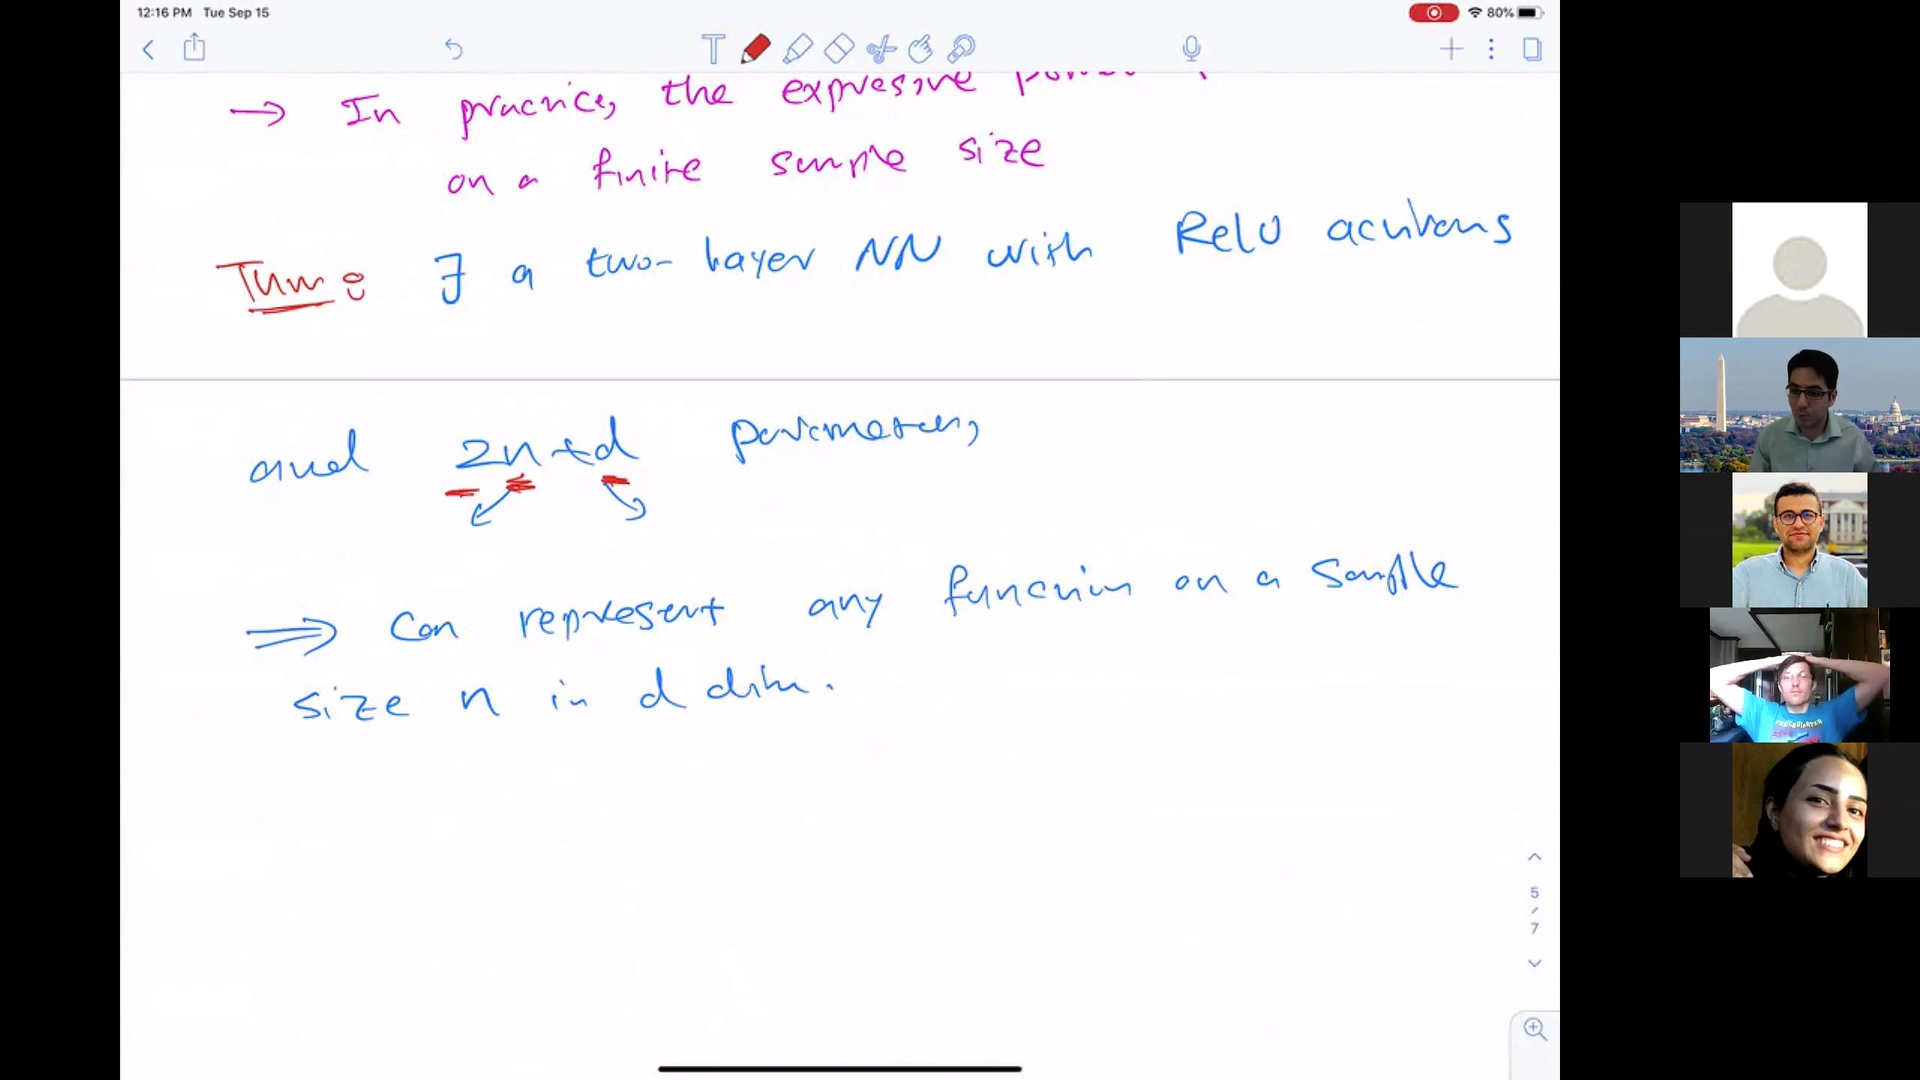 12:16 PM Tue Sep 15
80%
→ In practice, the expressive power
on a finite sample size
Thm: ∃ a two-layer NN with Relu activations
and 2n+d parameters,
⇒ Can represent any function on a sample
size n in d dim.
5
/
7